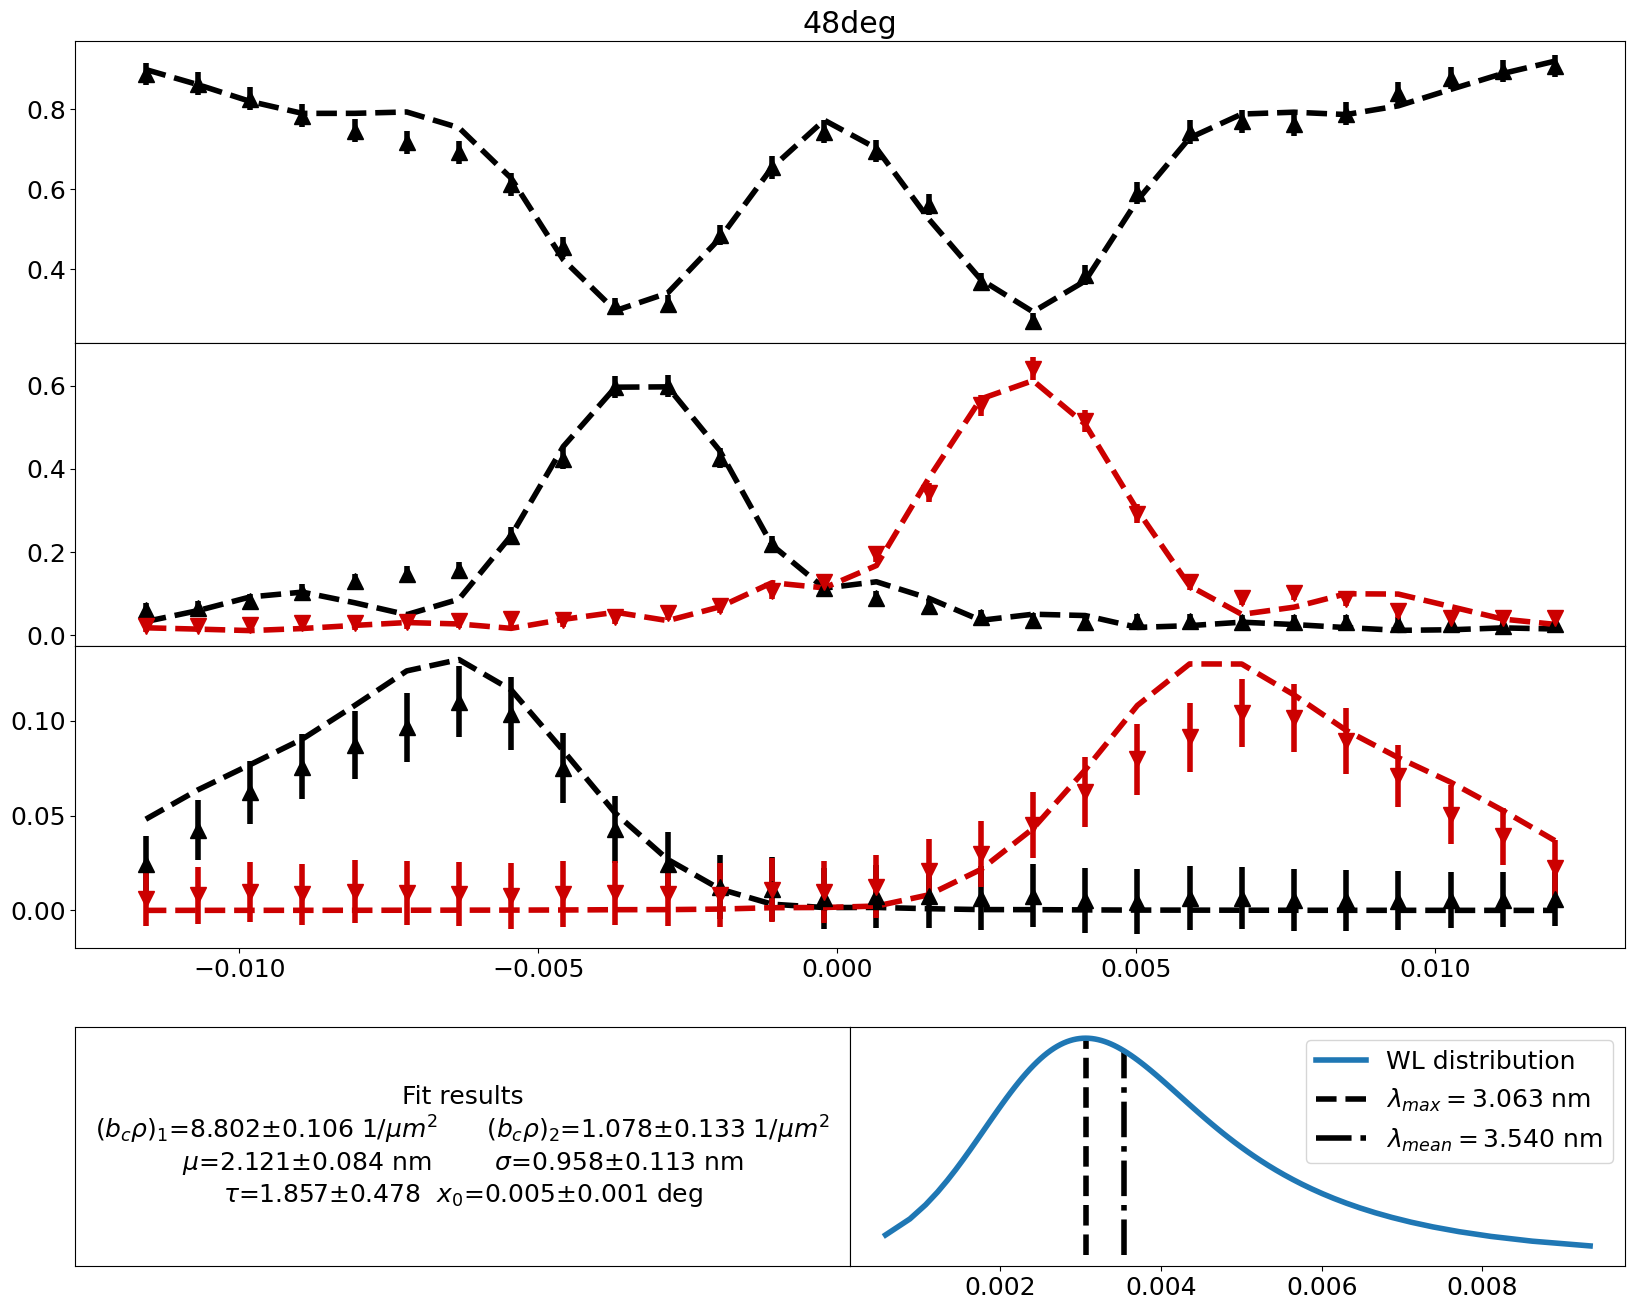 48deg
0.8
0.6
0.4
0.6
0.4
0.2
0.0
0.10
0.05
0.00
−0.010 −0.005 0.000 0.005 0.010
Fit results
$(b_cρ)_1$=8.802±0.106 1/$μm^2$ $(b_cρ)_2$=1.078±0.133 1/$μm^2$
μ=2.121±0.084 nm σ=0.958±0.113 nm
τ=1.857±0.478 $x_0$=0.005±0.001 deg
WL distribution
$λ_{max}$ = 3.063 nm
$λ_{mean}$ = 3.540 nm
0.002 0.004 0.006 0.008